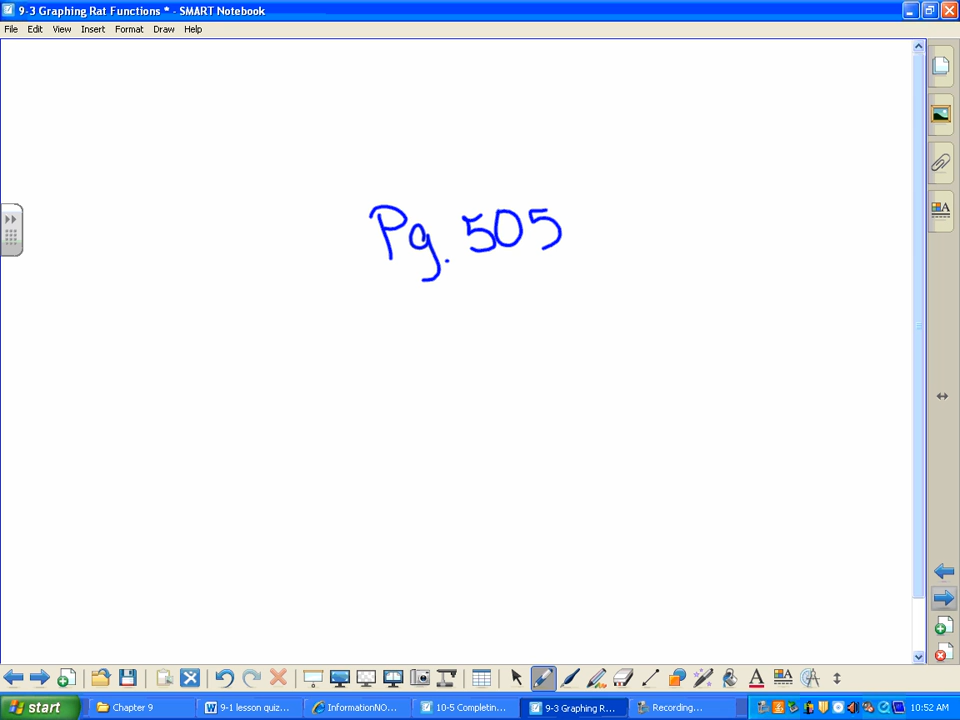 9-3 Graphing Rat Functions * - SMART Notebook
File Edit View Insert Format Draw Help
Pg. 505
start Chapter 9 9-1 lesson quiz... InformationNO... 10-5 Completin... 9-3 Graphing R... Recording... 10:52 AM